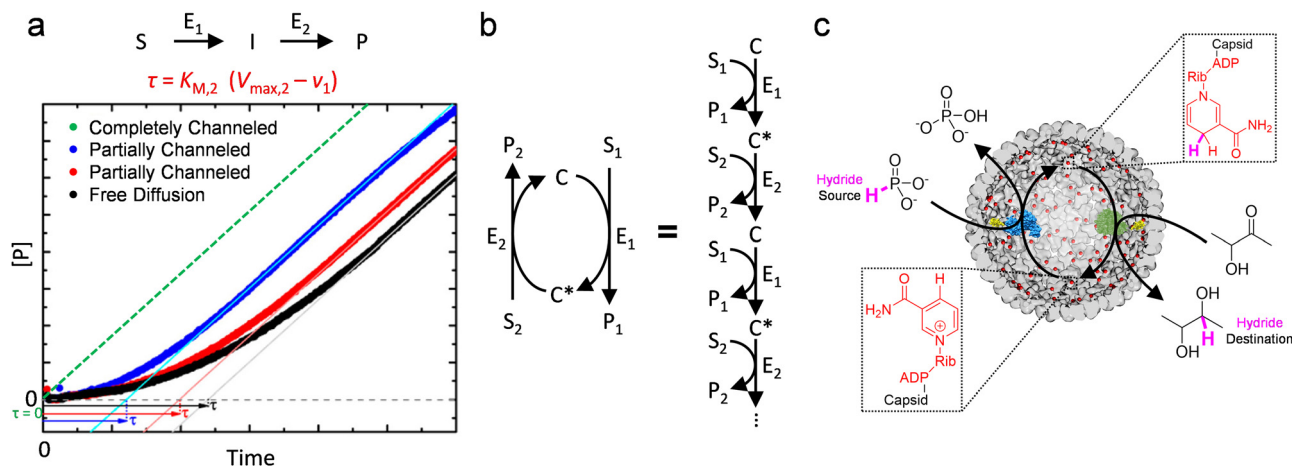 a
S E1 I E2 P
τ = KM,2 (Vmax,2 – v1)
Completely Channeled
Partially Channeled
Partially Channeled
Free Diffusion
[P]
0
τ = 0
τ
τ
τ
0
Time
b
P2 S1
C
E2 E1
C*
S2 P1
=
C
S1
E1
P1
C*
S2
E2
P2
C
S1
E1
P1
C*
S2
E2
P2
⋮
c
Capsid
ADP
Rib
N
O
NH2
H H
O
-O P OH
O-
O
Hydride H P O-
Source O-
O
OH
OH
Hydride
OH H Destination
O H
H2N
+
N
Rib
ADP
Capsid